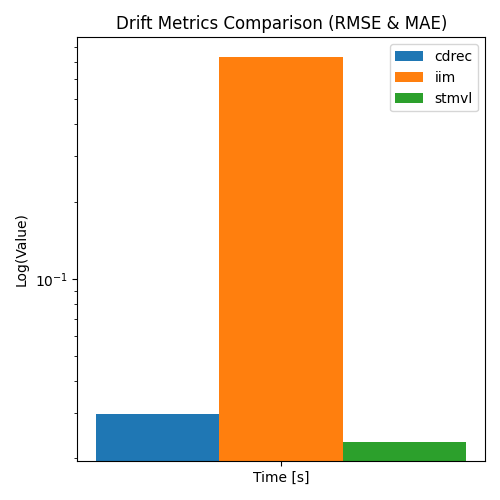 Drift Metrics Comparison (RMSE & MAE)
cdrec
iim
stmvl
Log(Value)
10⁻¹
Time [s]